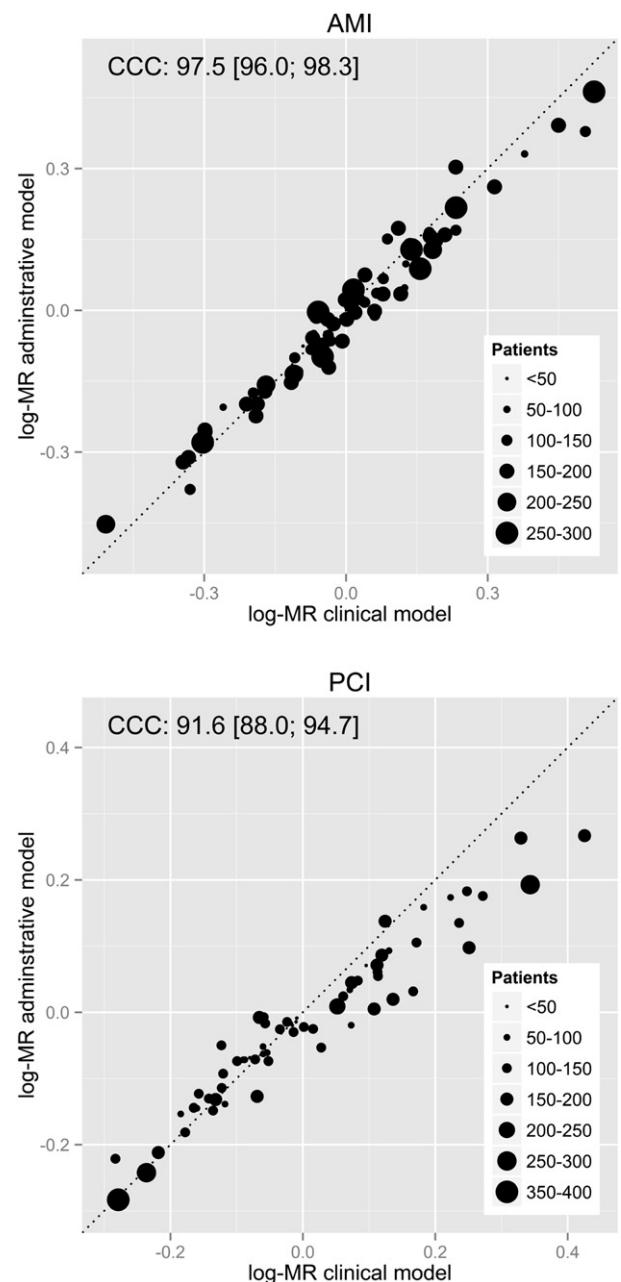 AMI
CCC: 97.5 [96.0; 98.3]
log-MR adminstrative model
0.3
0.0
-0.3
Patients
<50
50-100
100-150
150-200
200-250
250-300
-0.3 0.0 0.3
log-MR clinical model
PCI
CCC: 91.6 [88.0; 94.7]
log-MR adminstrative model
0.4
0.2
0.0
-0.2
Patients
<50
50-100
100-150
150-200
200-250
250-300
350-400
-0.2 0.0 0.2 0.4
log-MR clinical model